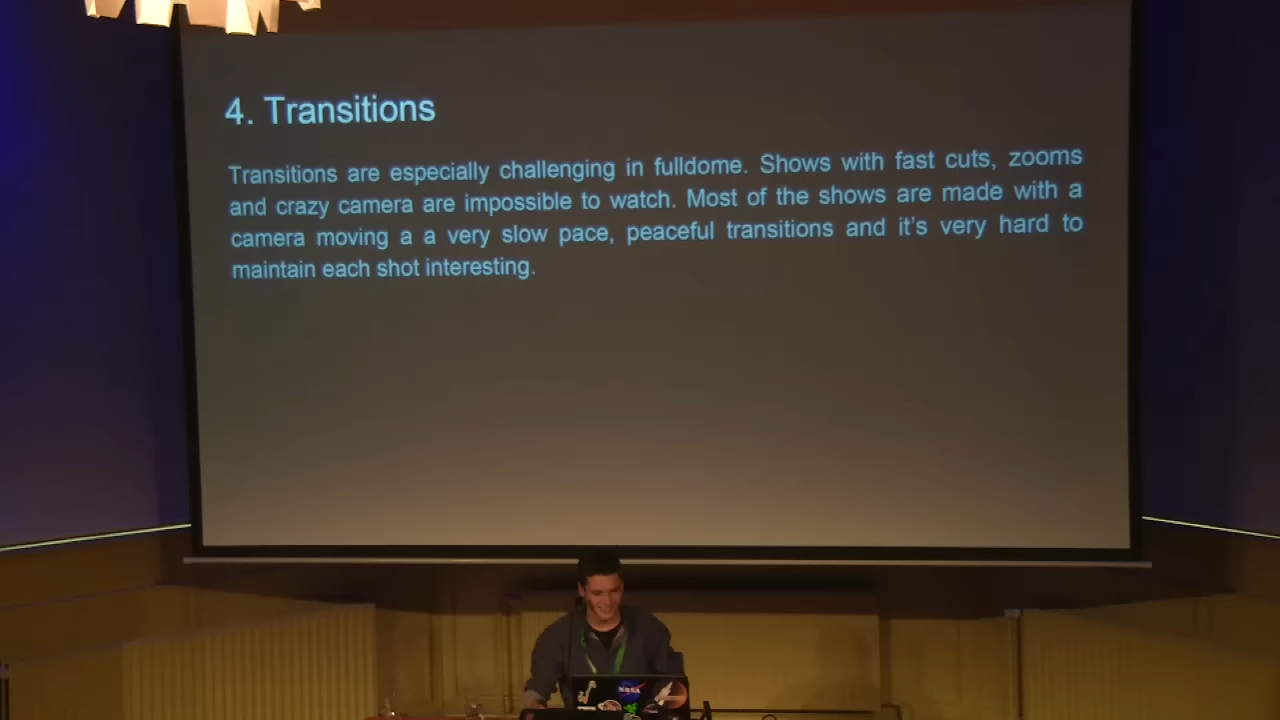 4. Transitions
Transitions are especially challenging in fulldome. Shows with fast cuts, zooms
and crazy camera are impossible to watch. Most of the shows are made with a
camera moving a a very slow pace, peaceful transitions and it's very hard to
maintain each shot interesting.
NASA